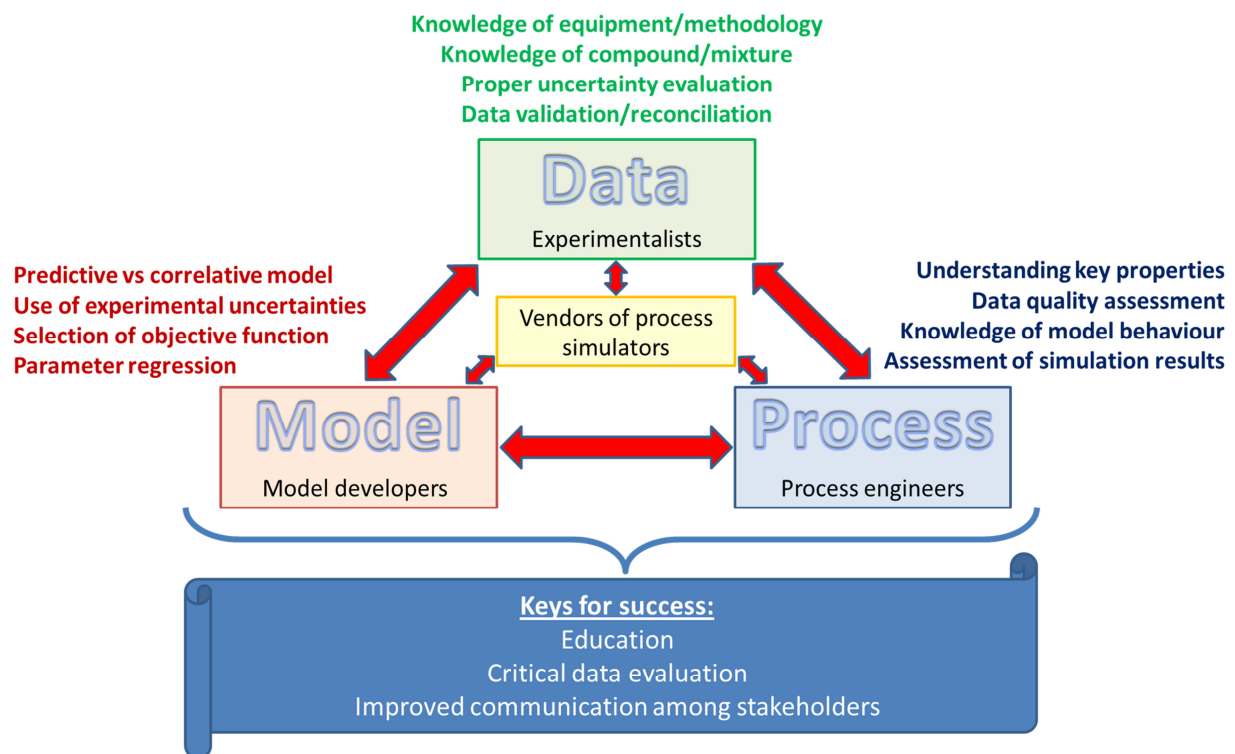 Knowledge of equipment/methodology
Knowledge of compound/mixture
Proper uncertainty evaluation
Data validation/reconciliation
Data
Experimentalists
Predictive vs correlative model
Use of experimental uncertainties
Selection of objective function
Parameter regression
Vendors of process
simulators
Understanding key properties
Data quality assessment
Knowledge of model behaviour
Assessment of simulation results
Model
Model developers
Process
Process engineers
Keys for success:
Education
Critical data evaluation
Improved communication among stakeholders